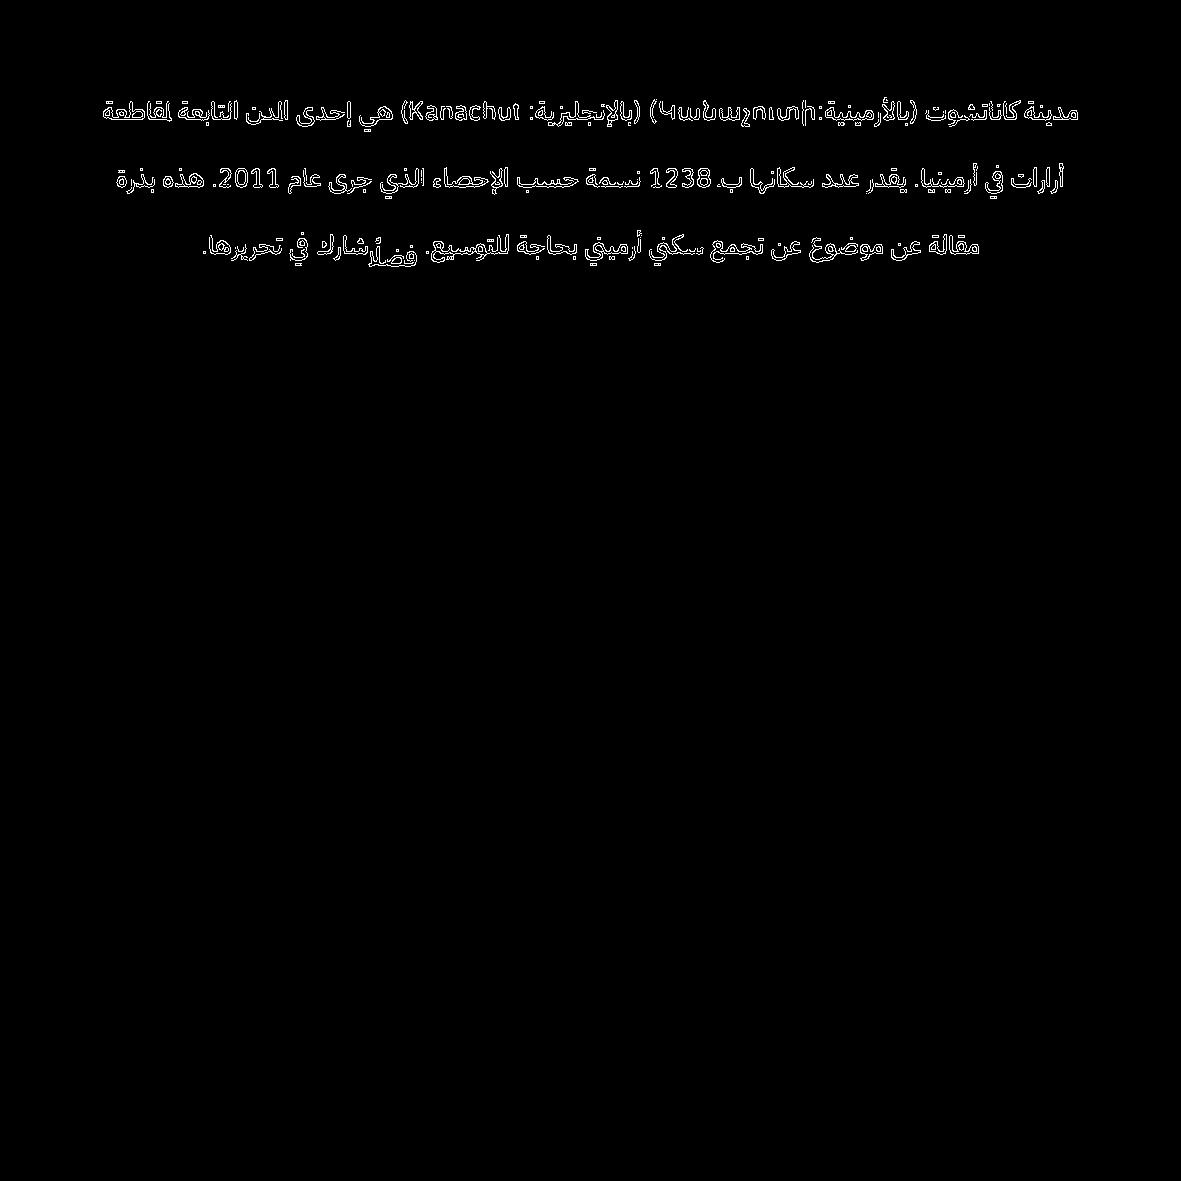 مدينة كاناتشوت (بالأرمينية:Կանաչուտի) (بالإنجليزية: Kanachut) هي إحدى المدن التابعة لمقاطعة
أرارات في أرمينيا. يقدر عدد سكانها ب‍ـ 1238 نسمة حسب الإحصاء الذي جرى عام 2011. هذه بذرة
مقالة عن موضوع عن تجمع سكني أرميني بحاجة للتوسيع. فضلًا شارك في تحريرها.